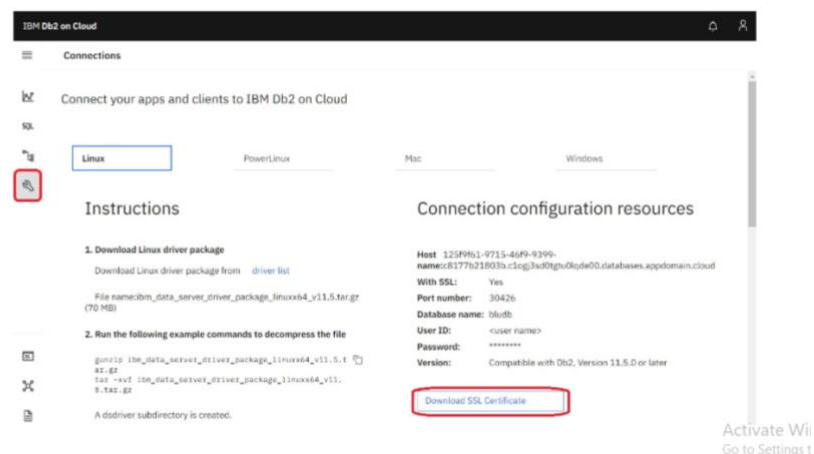 IBM Db2 on Cloud
Connections
Connect your apps and clients to IBM Db2 on Cloud
SQL
Linux
PowerLinux
Mac
Windows
Instructions
1. Download Linux driver package
Download Linux driver package from driver list
File name:ibm_data_server_driver_package_linuxx64_v11.5.tar.gz
(70 MB)
2. Run the following example commands to decompress the file
gunzip ibm_data_server_driver_package_linuxx64_v11.5.t
ar.gz
tar -xvf ibm_data_server_driver_package_linuxx64_v11.
5.tar.gz
A dsdriver subdirectory is created.
Connection configuration resources
Host 125f9f61-9715-46f9-9399-
With SSL: Yes
Port number: 30426
Database name: bludb
User ID: <user name>
Password: ********
Version: Compatible with Db2, Version 11.5.0 or later
Download SSL Certificate
Activate Wi
Go to Settings t